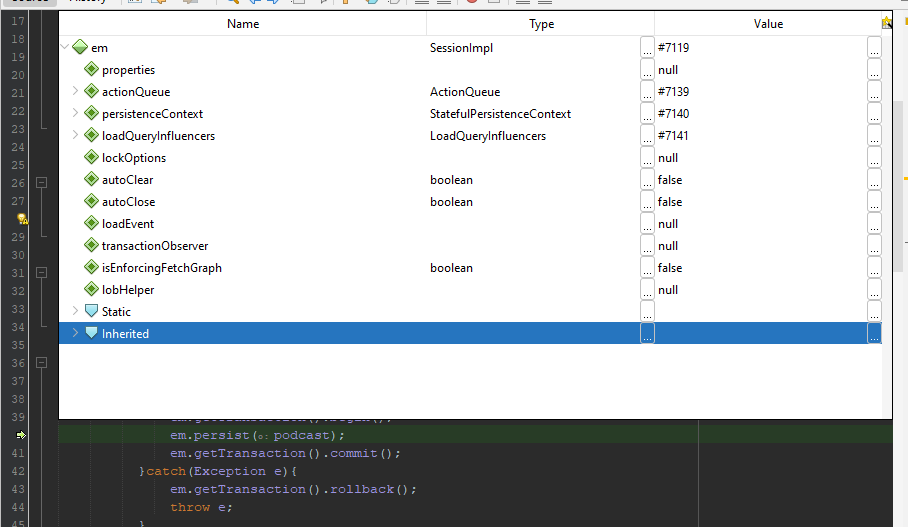 Source History
17 Name Type Value
18 em SessionImpl ... #7119 ...
19 properties ... null ...
20 actionQueue ActionQueue ... #7139 ...
21 persistenceContext StatefulPersistenceContext ... #7140 ...
22 loadQueryInfluencers LoadQueryInfluencers ... #7141 ...
23 lockOptions ... null ...
24 autoClear boolean ... false ...
25 autoClose boolean ... false ...
26 loadEvent ... null ...
27 transactionObserver ... null ...
29 isEnforcingFetchGraph boolean ... false ...
30 lobHelper ... null ...
31 Static ... ...
32 Inherited ... ...
33
34
35
36
37
38
39 em.getTransaction().begin();
em.persist(o: podcast);
41 em.getTransaction().commit();
42 }catch(Exception e){
43 em.getTransaction().rollback();
44 throw e;
45 }